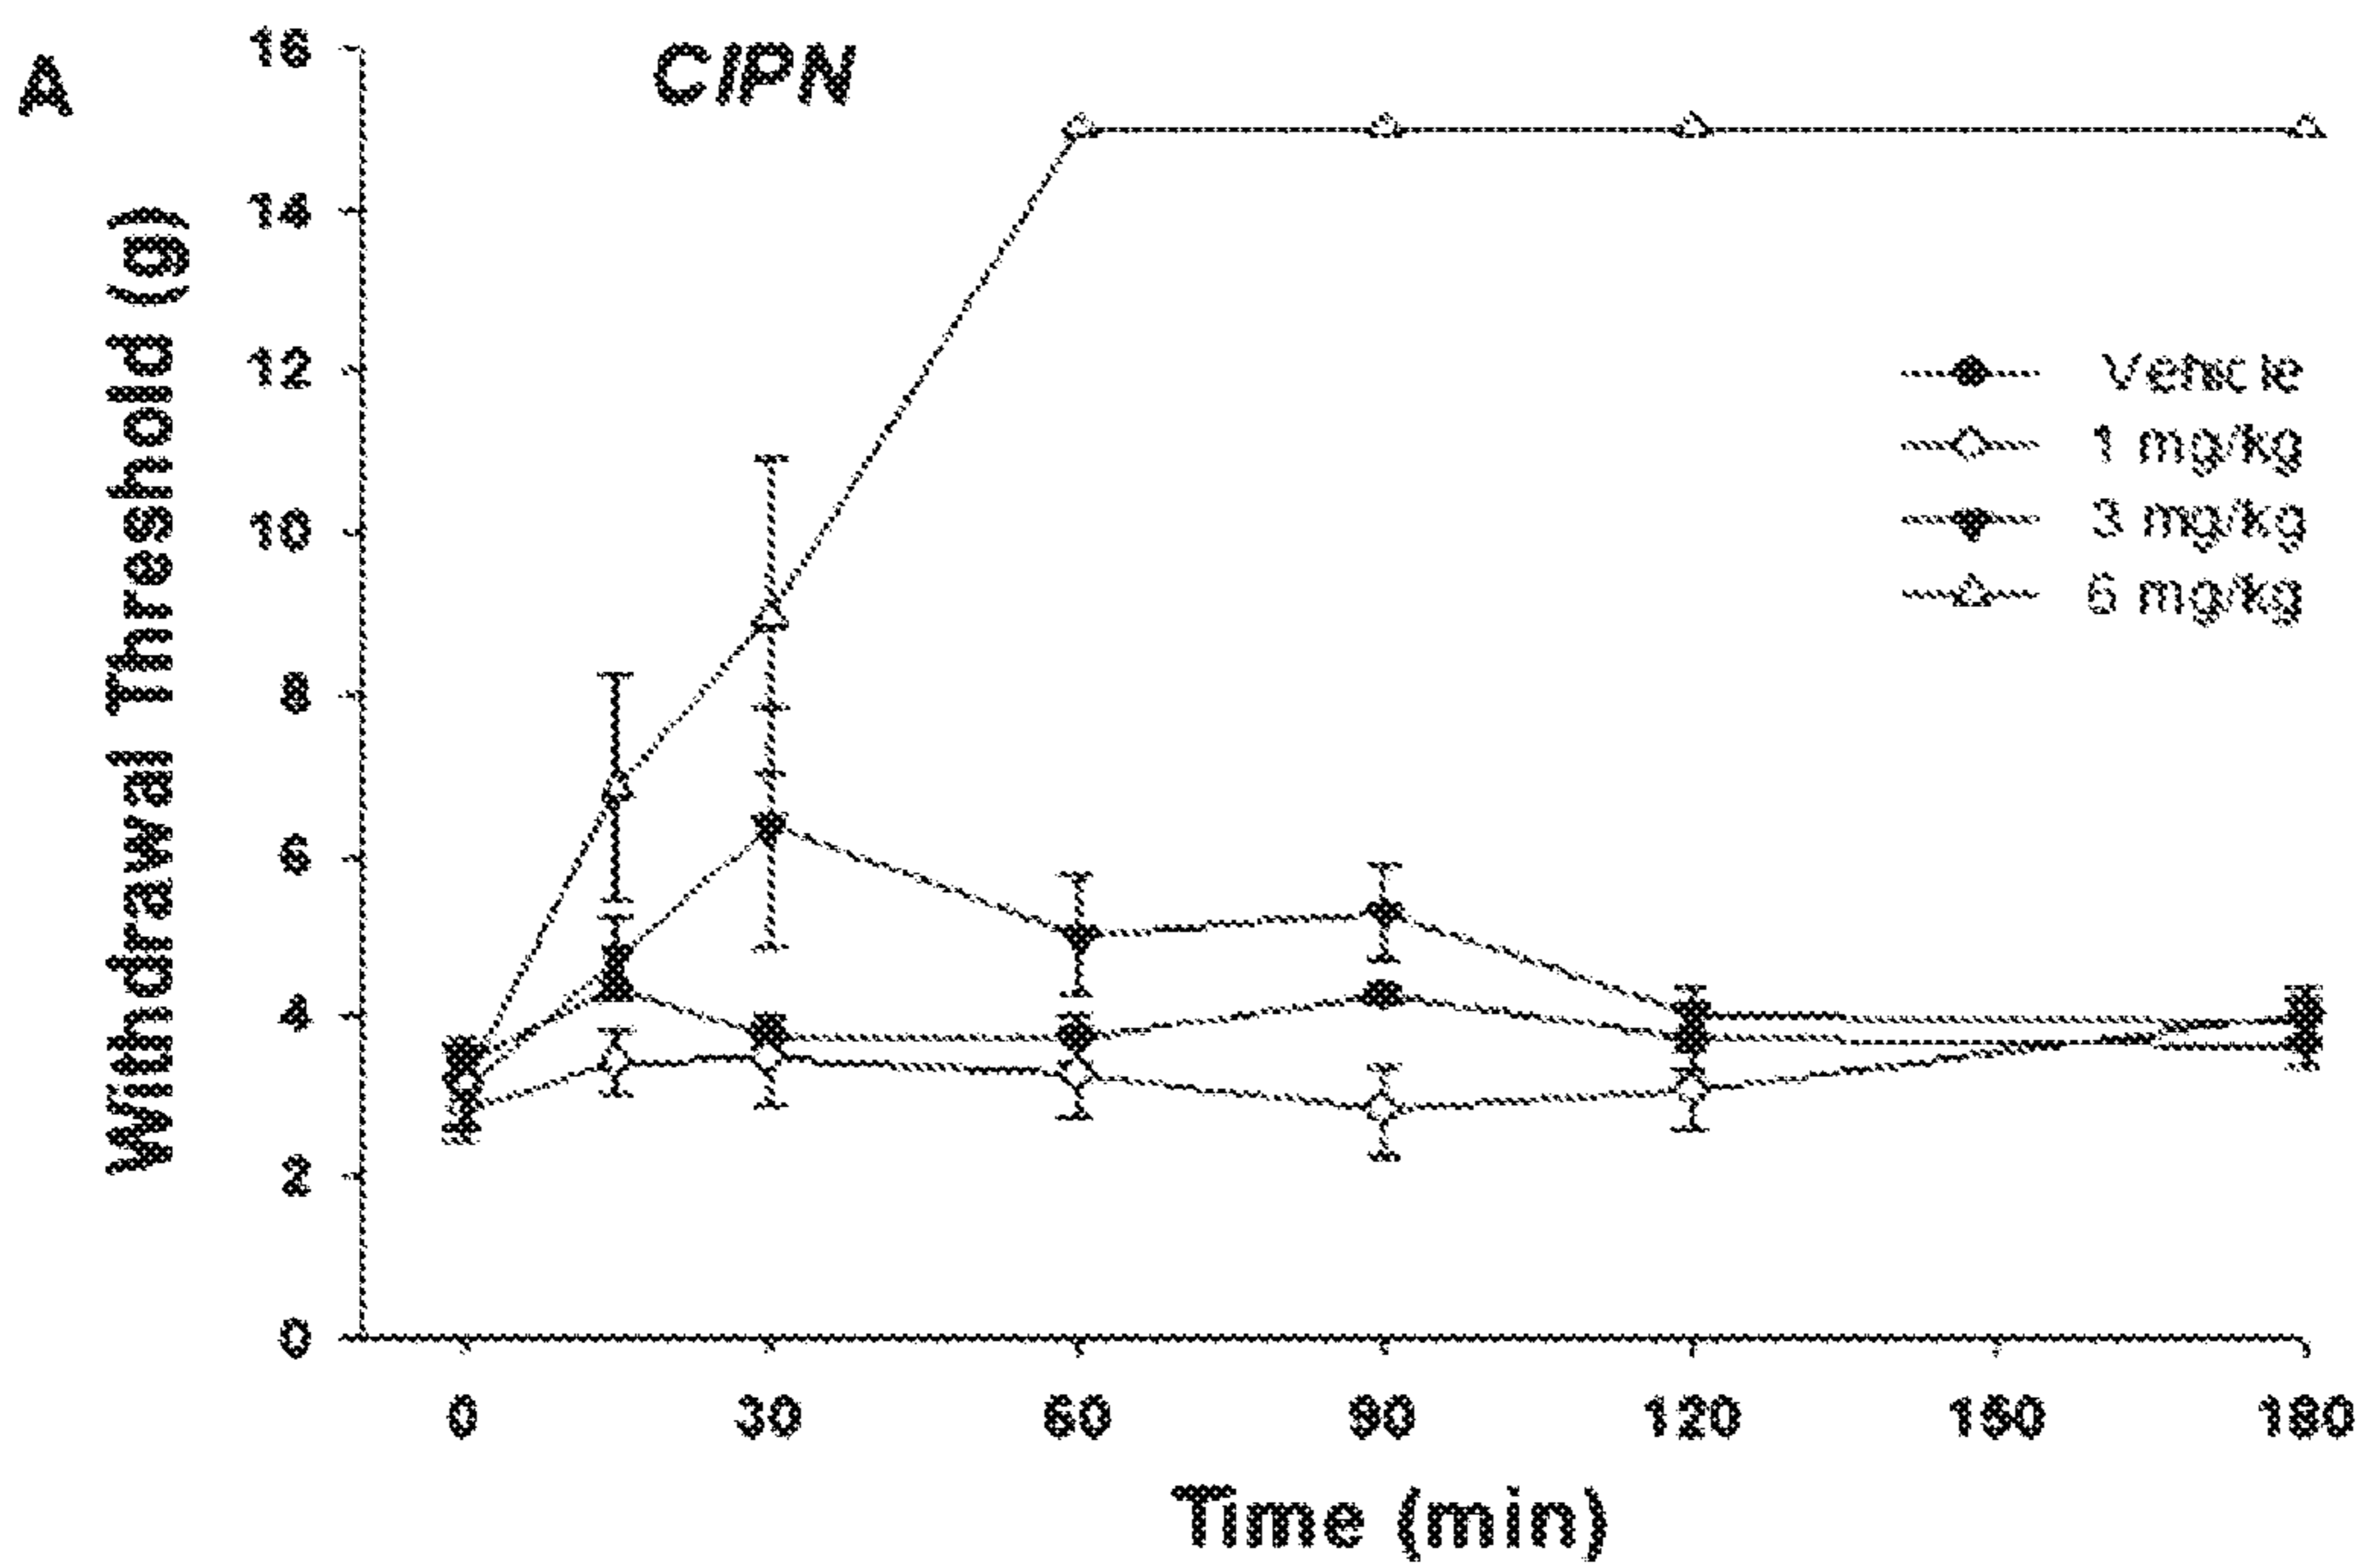 A
CIPN
Withdrawal Threshold (g)
16
14
12
10
8
6
4
2
0
Vehicle
1 mg/kg
3 mg/kg
6 mg/kg
0 30 60 90 120 150 180
Time (min)